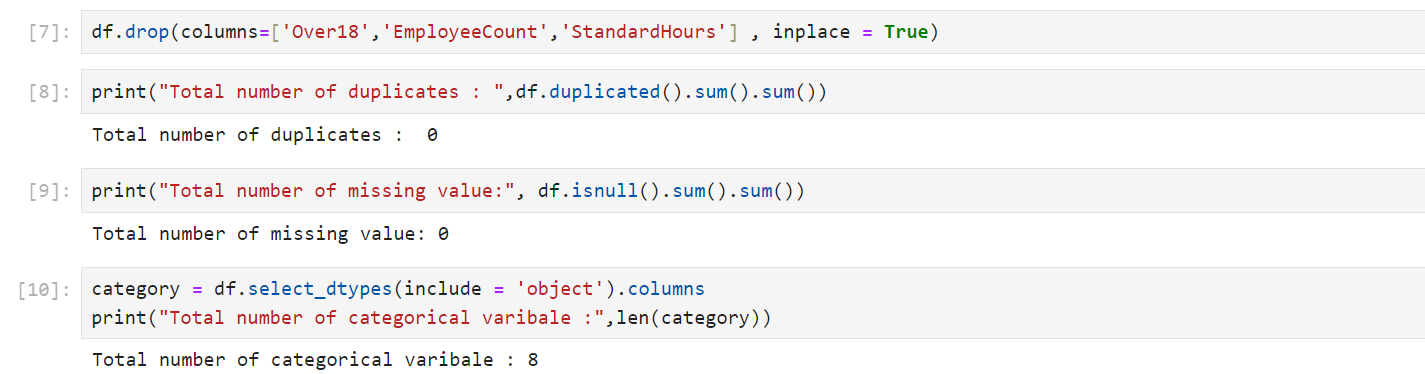 [7]: df.drop(columns=['Over18','EmployeeCount','StandardHours'] , inplace = True)
[8]: print("Total number of duplicates : ",df.duplicated().sum().sum())
Total number of duplicates :  0
[9]: print("Total number of missing value:", df.isnull().sum().sum())
Total number of missing value: 0
[10]: category = df.select_dtypes(include = 'object').columns
print("Total number of categorical varibale :",len(category))
Total number of categorical varibale : 8